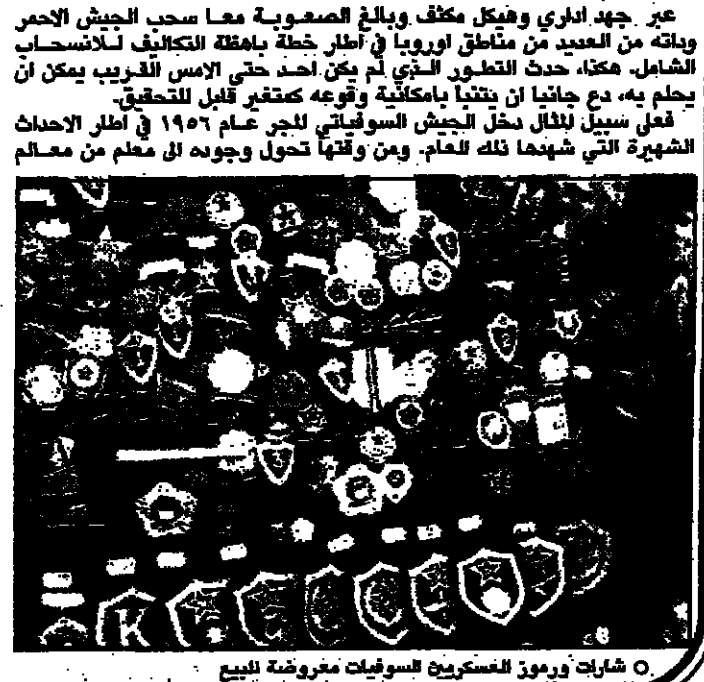 عبر جهد اداري وهيكل مكثف وبالغ الصعوبة معا سحب الجيش الاحمر
وداته من العديد من مناطق اوروبا في اطار خطة باهظة التكاليف للانسحاب
الشامل. هكذا، حدث التطور الذي لم يكن احد حتى الامس القريب يمكن ان
يحلم به، دع جانبا ان يتنبأ بامكانية وقوعه كمتغير قابل للتحقيق.
فعلى سبيل المثال دخل الجيش السوفياتي المجر عام ١٩٥٦ في اطار الاحداث
الشهيرة التي شهدها ذلك العام. ومن وقتها تحول وجوده الى معلم من معالم
شارات ورموز العسكريين السوفيات معروضة للبيع